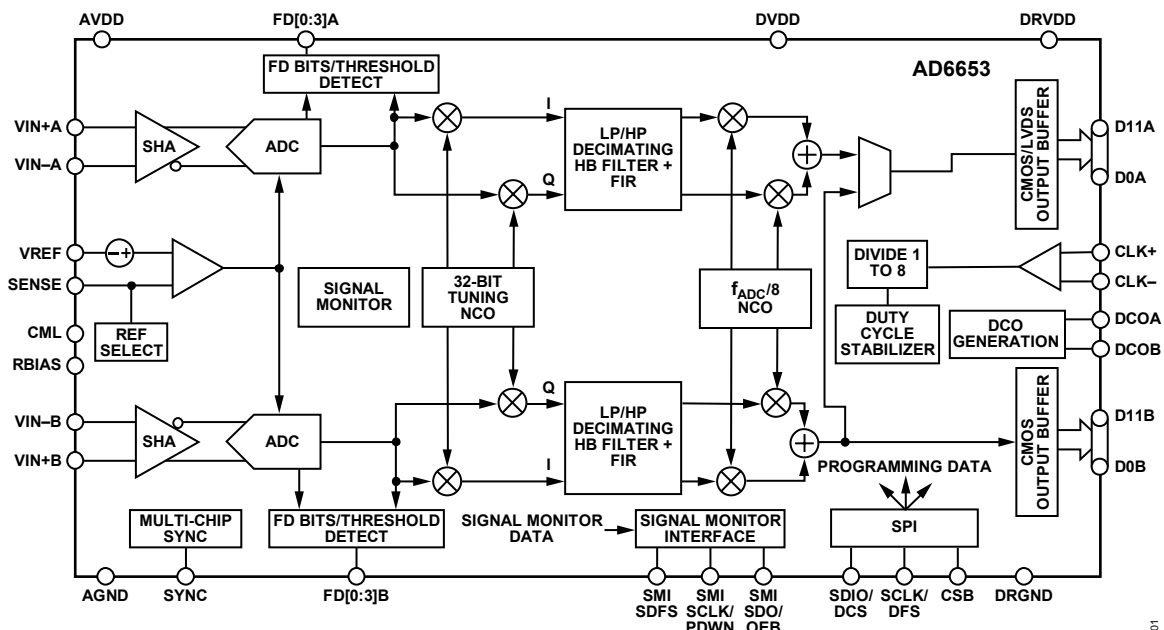 AVDD
FD[0:3]A
DVDD
DRVDD
FD BITS/THRESHOLD
DETECT
AD6653
VIN+A
VIN–A
SHA
ADC
I
Q
LP/HP
DECIMATING
HB FILTER +
FIR
CMOS/LVDS
OUTPUT BUFFER
D11A
D0A
VREF
SENSE
– +
REF
SELECT
SIGNAL
MONITOR
32-BIT
TUNING
NCO
fADC/8
NCO
DIVIDE 1
TO 8
DUTY
CYCLE
STABILIZER
CLK+
CLK–
DCO
GENERATION
DCOA
DCOB
CML
RBIAS
VIN–B
VIN+B
SHA
ADC
Q
I
LP/HP
DECIMATING
HB FILTER +
FIR
CMOS
OUTPUT BUFFER
D11B
D0B
PROGRAMMING DATA
MULTI-CHIP
SYNC
FD BITS/THRESHOLD
DETECT
SIGNAL MONITOR
DATA
SIGNAL MONITOR
INTERFACE
SPI
AGND
SYNC
FD[0:3]B
SMI
SDFS
SMI
SCLK/
PDWN
SMI
SDO/
OEB
SDIO/
DCS
SCLK/
DFS
CSB
DRGND